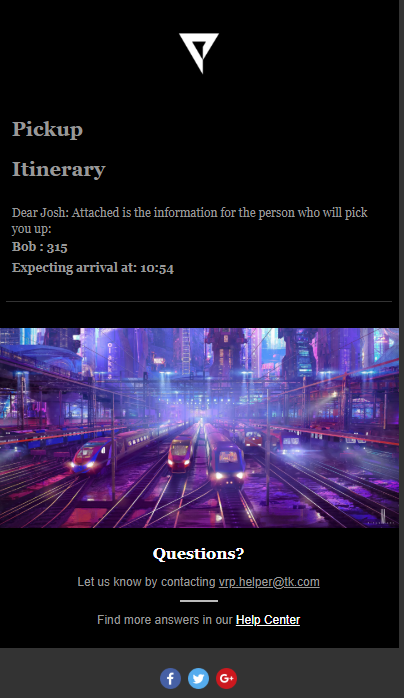 Pickup
Itinerary
Dear Josh: Attached is the information for the person who will pick
you up:
Bob : 315
Expecting arrival at: 10:54
Questions?
Let us know by contacting vrp.helper@tk.com
Find more answers in our Help Center
f
G+